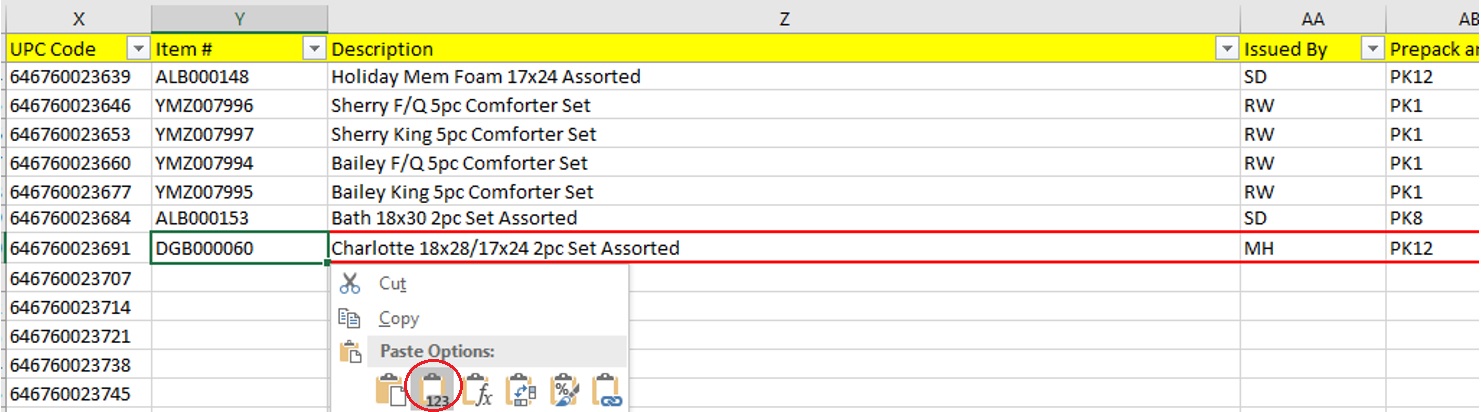 X Y Z AA AB
UPC Code Item # Description Issued By Prepack
646760023639 ALB000148 Holiday Mem Foam 17x24 Assorted SD PK12
646760023646 YMZ007996 Sherry F/Q 5pc Comforter Set RW PK1
646760023653 YMZ007997 Sherry King 5pc Comforter Set RW PK1
646760023660 YMZ007994 Bailey F/Q 5pc Comforter Set RW PK1
646760023677 YMZ007995 Bailey King 5pc Comforter Set RW PK1
646760023684 ALB000153 Bath 18x30 2pc Set Assorted SD PK8
646760023691 DGB000060 Charlotte 18x28/17x24 2pc Set Assorted MH PK12
646760023707
Cut
646760023714
Copy
646760023721
Paste Options:
646760023738
646760023745
123 fx %